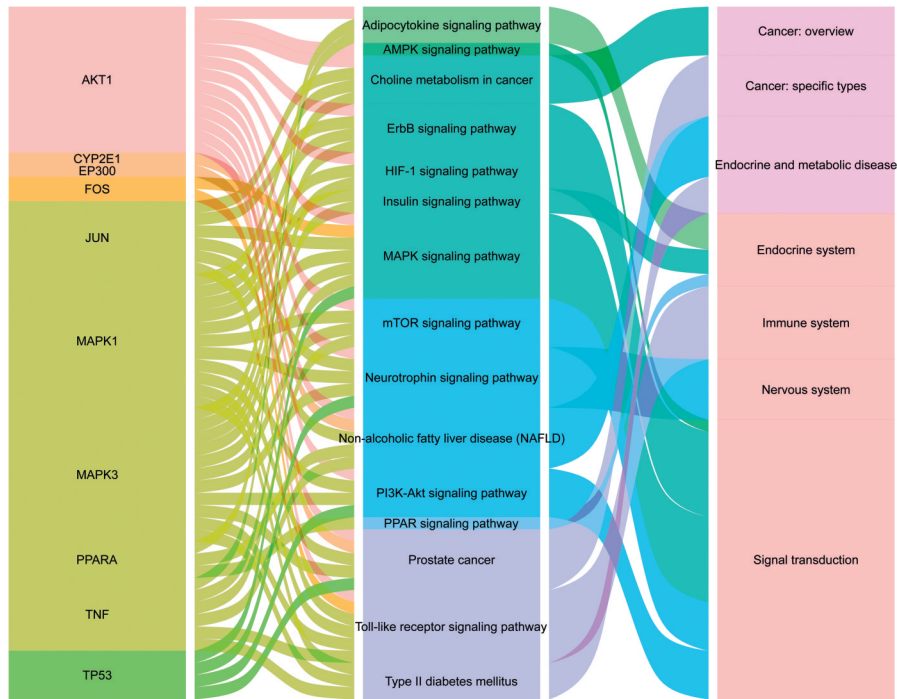 AKT1
CYP2E1
EP300
FOS
JUN
MAPK1
MAPK3
PPARA
TNF
TP53
Adipocytokine signaling pathway
AMPK signaling pathway
Choline metabolism in cancer
ErbB signaling pathway
HIF-1 signaling pathway
Insulin signaling pathway
MAPK signaling pathway
mTOR signaling pathway
Neurotrophin signaling pathway
Non-alcoholic fatty liver disease (NAFLD)
PI3K-Akt signaling pathway
PPAR signaling pathway
Prostate cancer
Toll-like receptor signaling pathway
Type II diabetes mellitus
Cancer: overview
Cancer: specific types
Endocrine and metabolic disease
Endocrine system
Immune system
Nervous system
Signal transduction